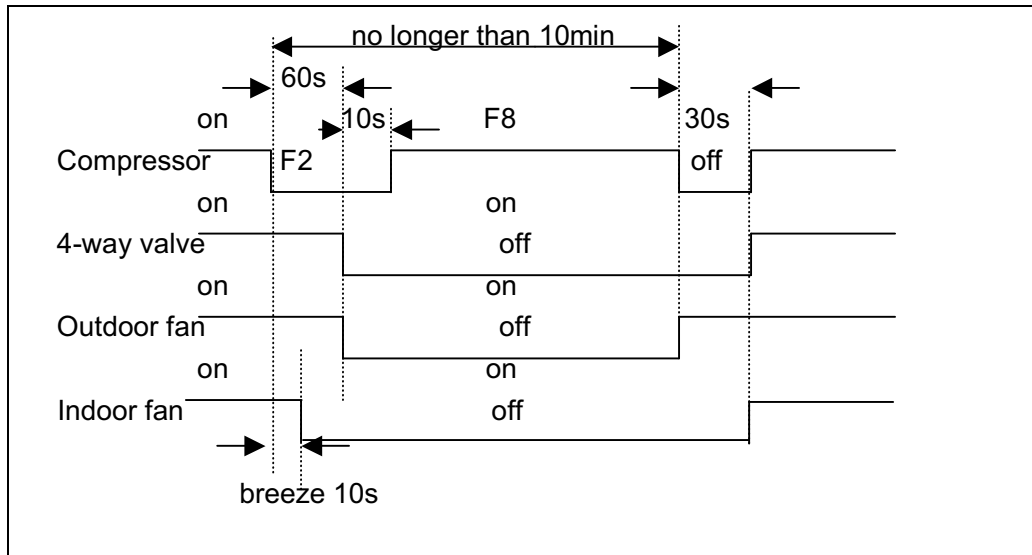 no longer than 10min
60s
on 10s F8 30s
Compressor F2 off
on on
4-way valve off
on on
Outdoor fan off
on on
Indoor fan off
breeze 10s